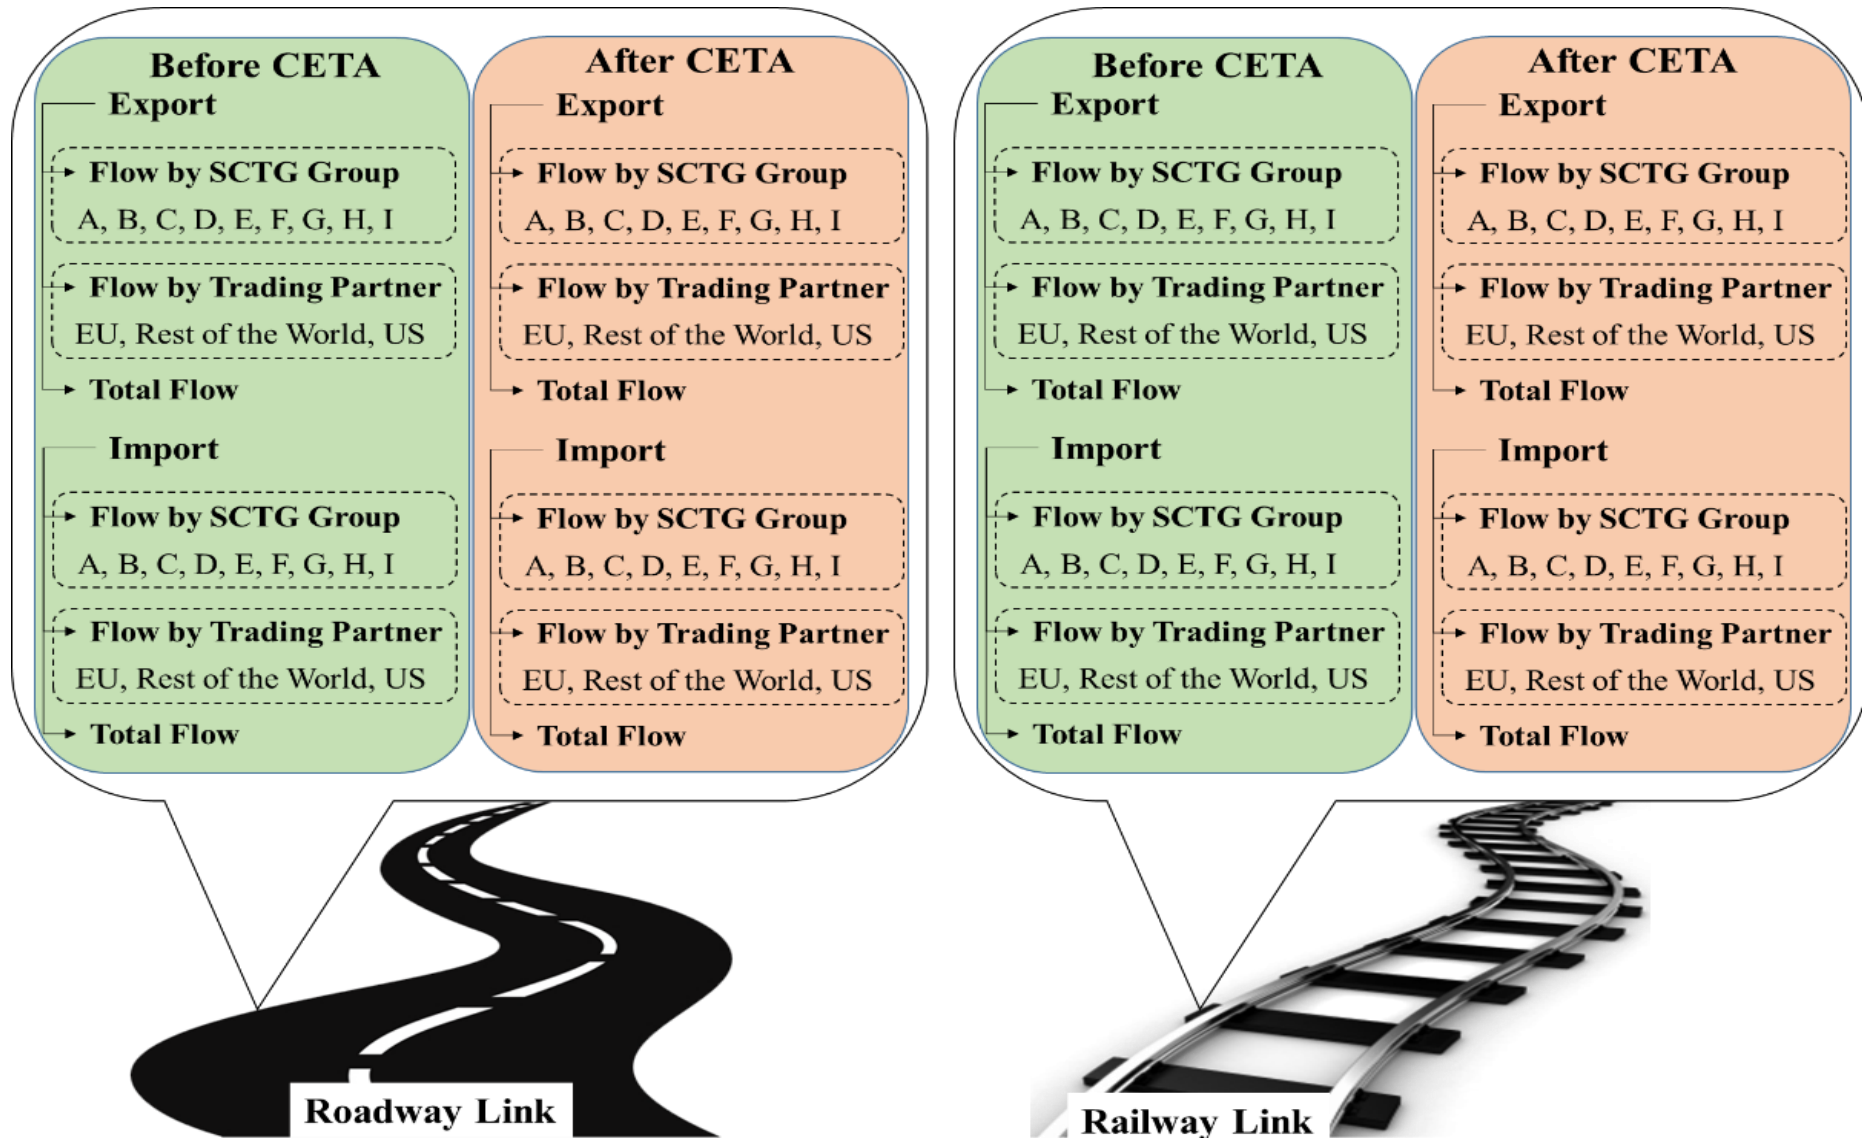 Before CETA
Export
Flow by SCTG Group
A, B, C, D, E, F, G, H, I
Flow by Trading Partner
EU, Rest of the World, US
Total Flow
Import
Flow by SCTG Group
A, B, C, D, E, F, G, H, I
Flow by Trading Partner
EU, Rest of the World, US
Total Flow
After CETA
Export
Flow by SCTG Group
A, B, C, D, E, F, G, H, I
Flow by Trading Partner
EU, Rest of the World, US
Total Flow
Import
Flow by SCTG Group
A, B, C, D, E, F, G, H, I
Flow by Trading Partner
EU, Rest of the World, US
Total Flow
Roadway Link
Before CETA
Export
Flow by SCTG Group
A, B, C, D, E, F, G, H, I
Flow by Trading Partner
EU, Rest of the World, US
Total Flow
Import
Flow by SCTG Group
A, B, C, D, E, F, G, H, I
Flow by Trading Partner
EU, Rest of the World, US
Total Flow
After CETA
Export
Flow by SCTG Group
A, B, C, D, E, F, G, H, I
Flow by Trading Partner
EU, Rest of the World, US
Total Flow
Import
Flow by SCTG Group
A, B, C, D, E, F, G, H, I
Flow by Trading Partner
EU, Rest of the World, US
Total Flow
Railway Link